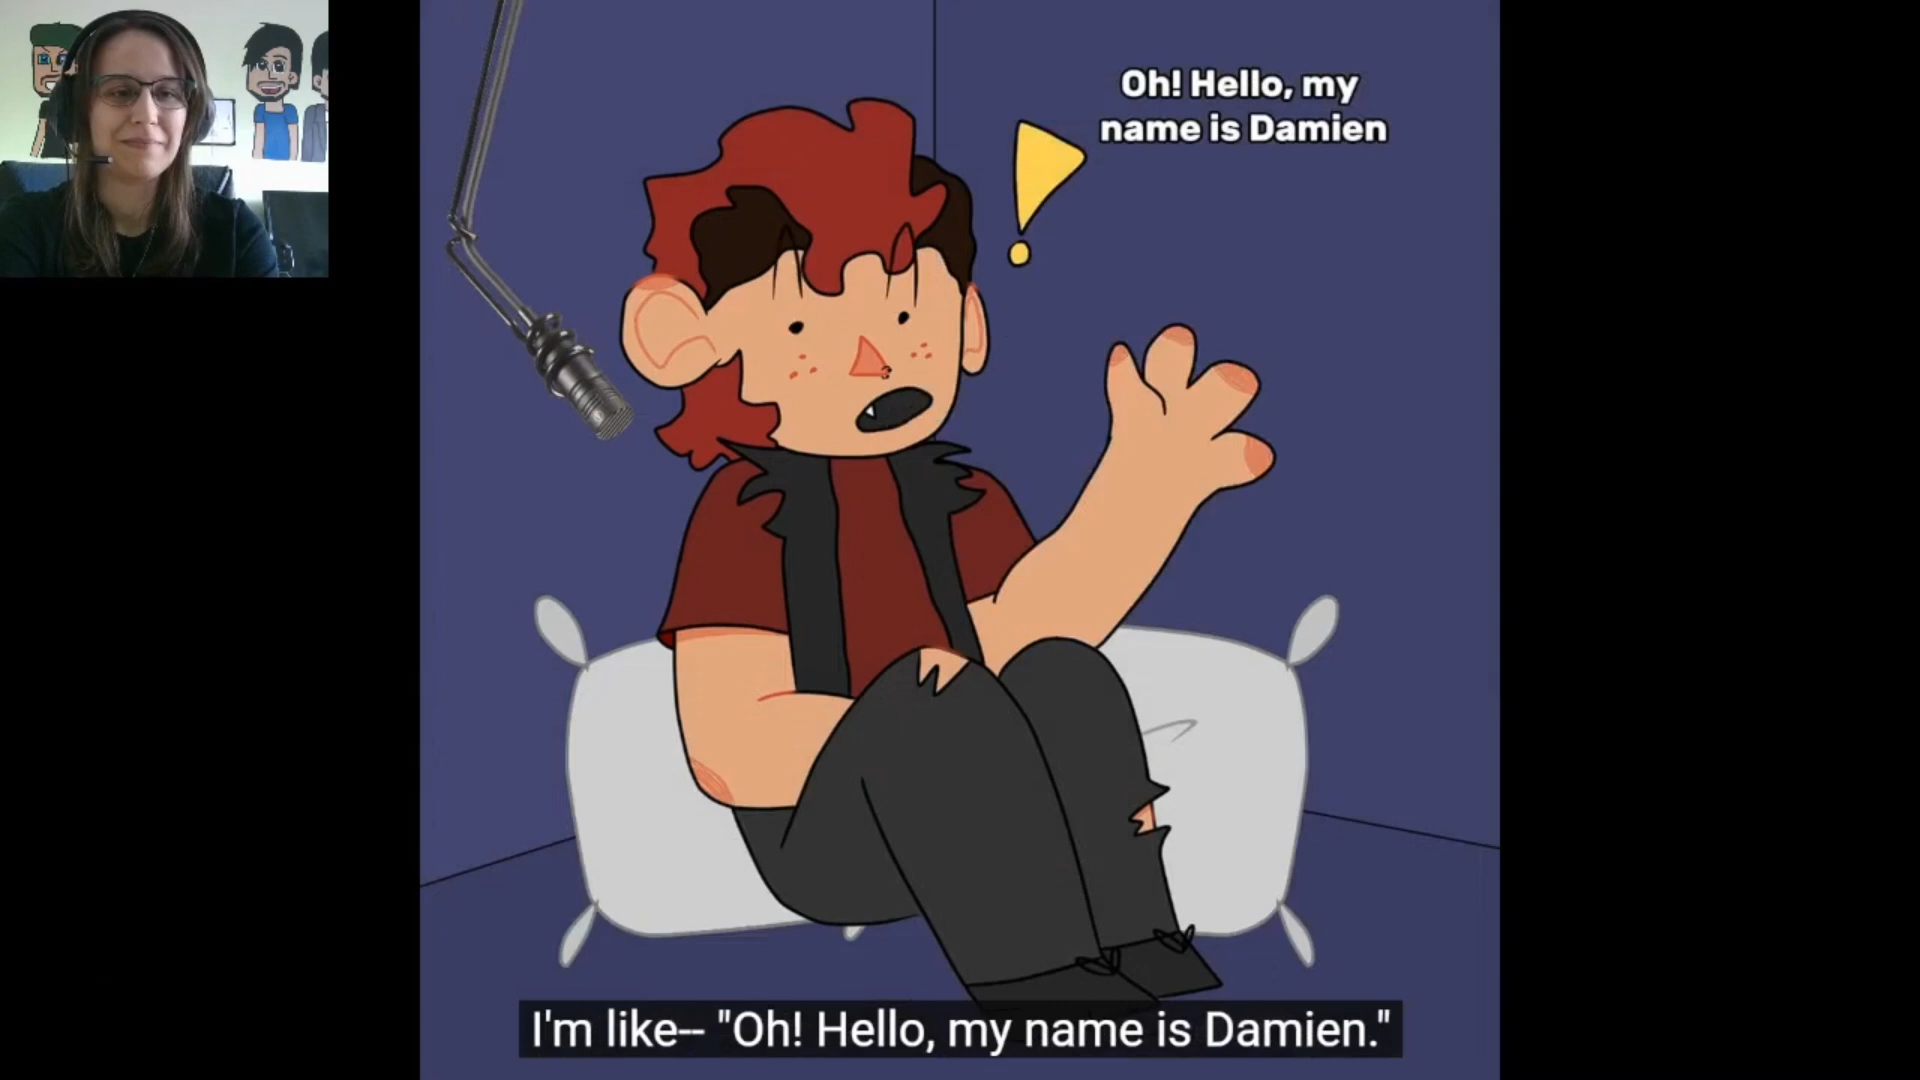 Oh! Hello, my
name is Damien
I'm like-- "Oh! Hello, my name is Damien."